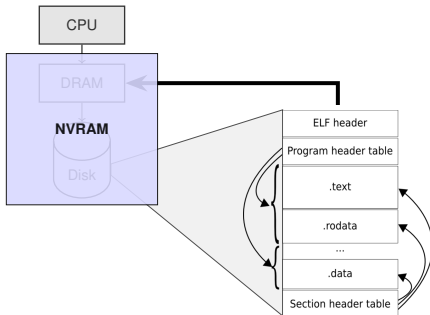 CPU
DRAM
NVRAM
Disk
ELF header
Program header table
.text
.rodata
...
.data
Section header table